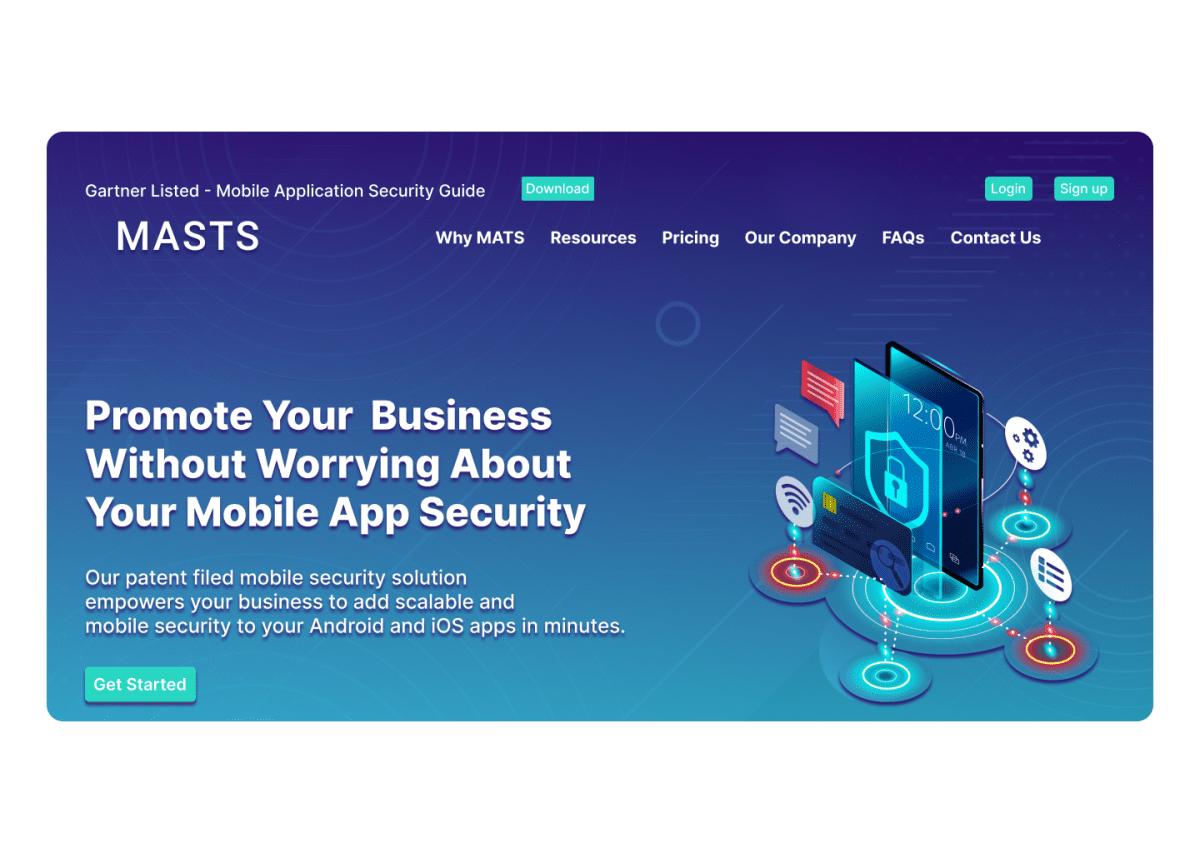 Gartner Listed - Mobile Application Security Guide
Download
Login
Sign up
MASTS
Why MATS
Resources
Pricing
Our Company
FAQs
Contact Us
Promote Your Business
Without Worrying About
Your Mobile App Security
Our patent filed mobile security solution
empowers your business to add scalable and
mobile security to your Android and iOS apps in minutes.
Get Started
12:00 PM